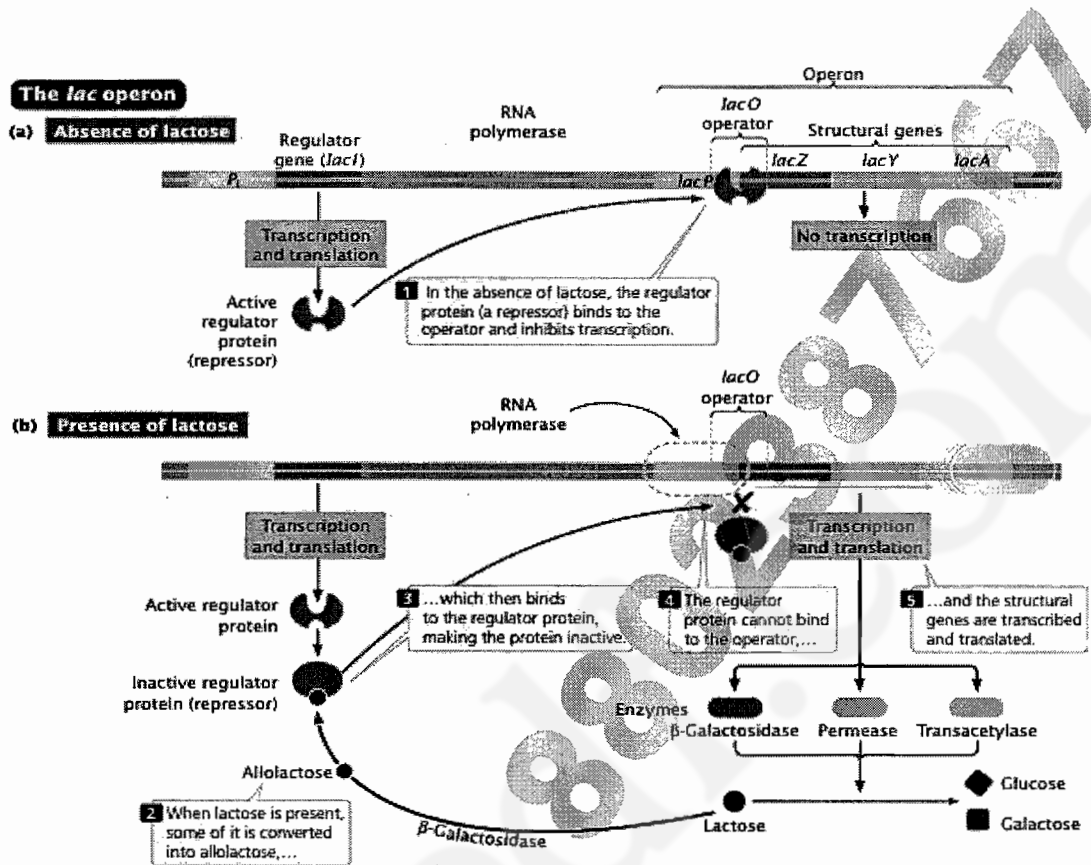 The lac operon
(a) Absence of lactose
Operon
lacO
operator
RNA
polymerase
Structural genes
Regulator
gene (lacI)
lacZ lacY lacA
PI
lacP
Transcription
and translation
No transcription
1 In the absence of lactose, the regulator
protein (a repressor) binds to the
operator and inhibits transcription.
Active
regulator
protein
(repressor)
(b) Presence of lactose
lacO
operator
RNA
polymerase
Transcription
and translation
Transcription
and translation
Active regulator
protein
3 ...which then binds
to the regulator protein,
making the protein inactive.
4 The regulator
protein cannot bind
to the operator,...
5 ...and the structural
genes are transcribed
and translated.
Inactive regulator
protein (repressor)
Enzymes
β-Galactosidase Permease Transacetylase
Allolactose
2 When lactose is present,
some of it is converted
into allolactose,...
β-Galactosidase
Lactose
Glucose
Galactose